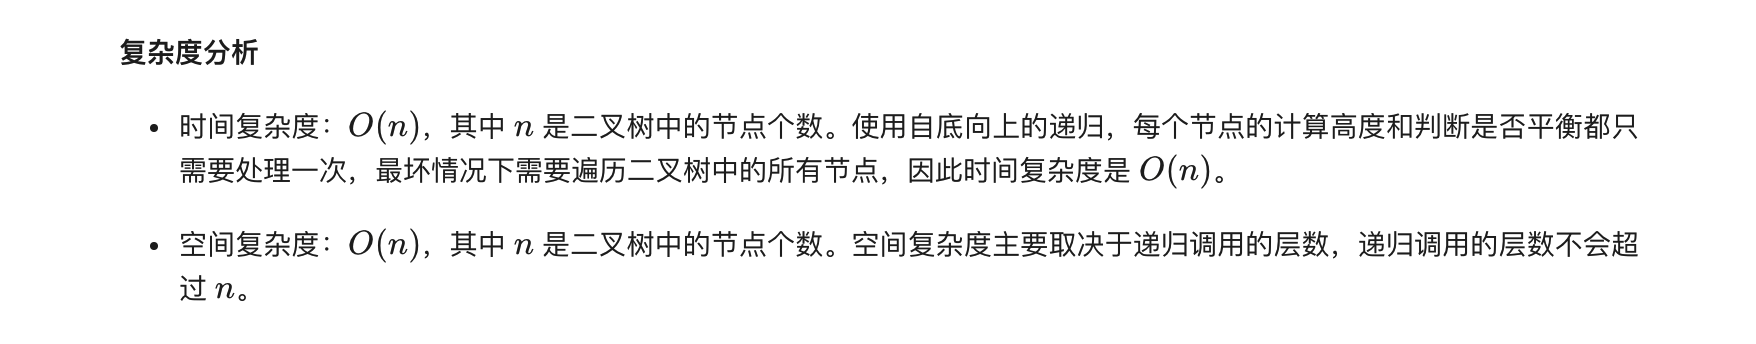 复杂度分析
• 时间复杂度：O(n)，其中 n 是二叉树中的节点个数。使用自底向上的递归，每个节点的计算高度和判断是否平衡都只
需要处理一次，最坏情况下需要遍历二叉树中的所有节点，因此时间复杂度是 O(n)。
• 空间复杂度：O(n)，其中 n 是二叉树中的节点个数。空间复杂度主要取决于递归调用的层数，递归调用的层数不会超
过 n。